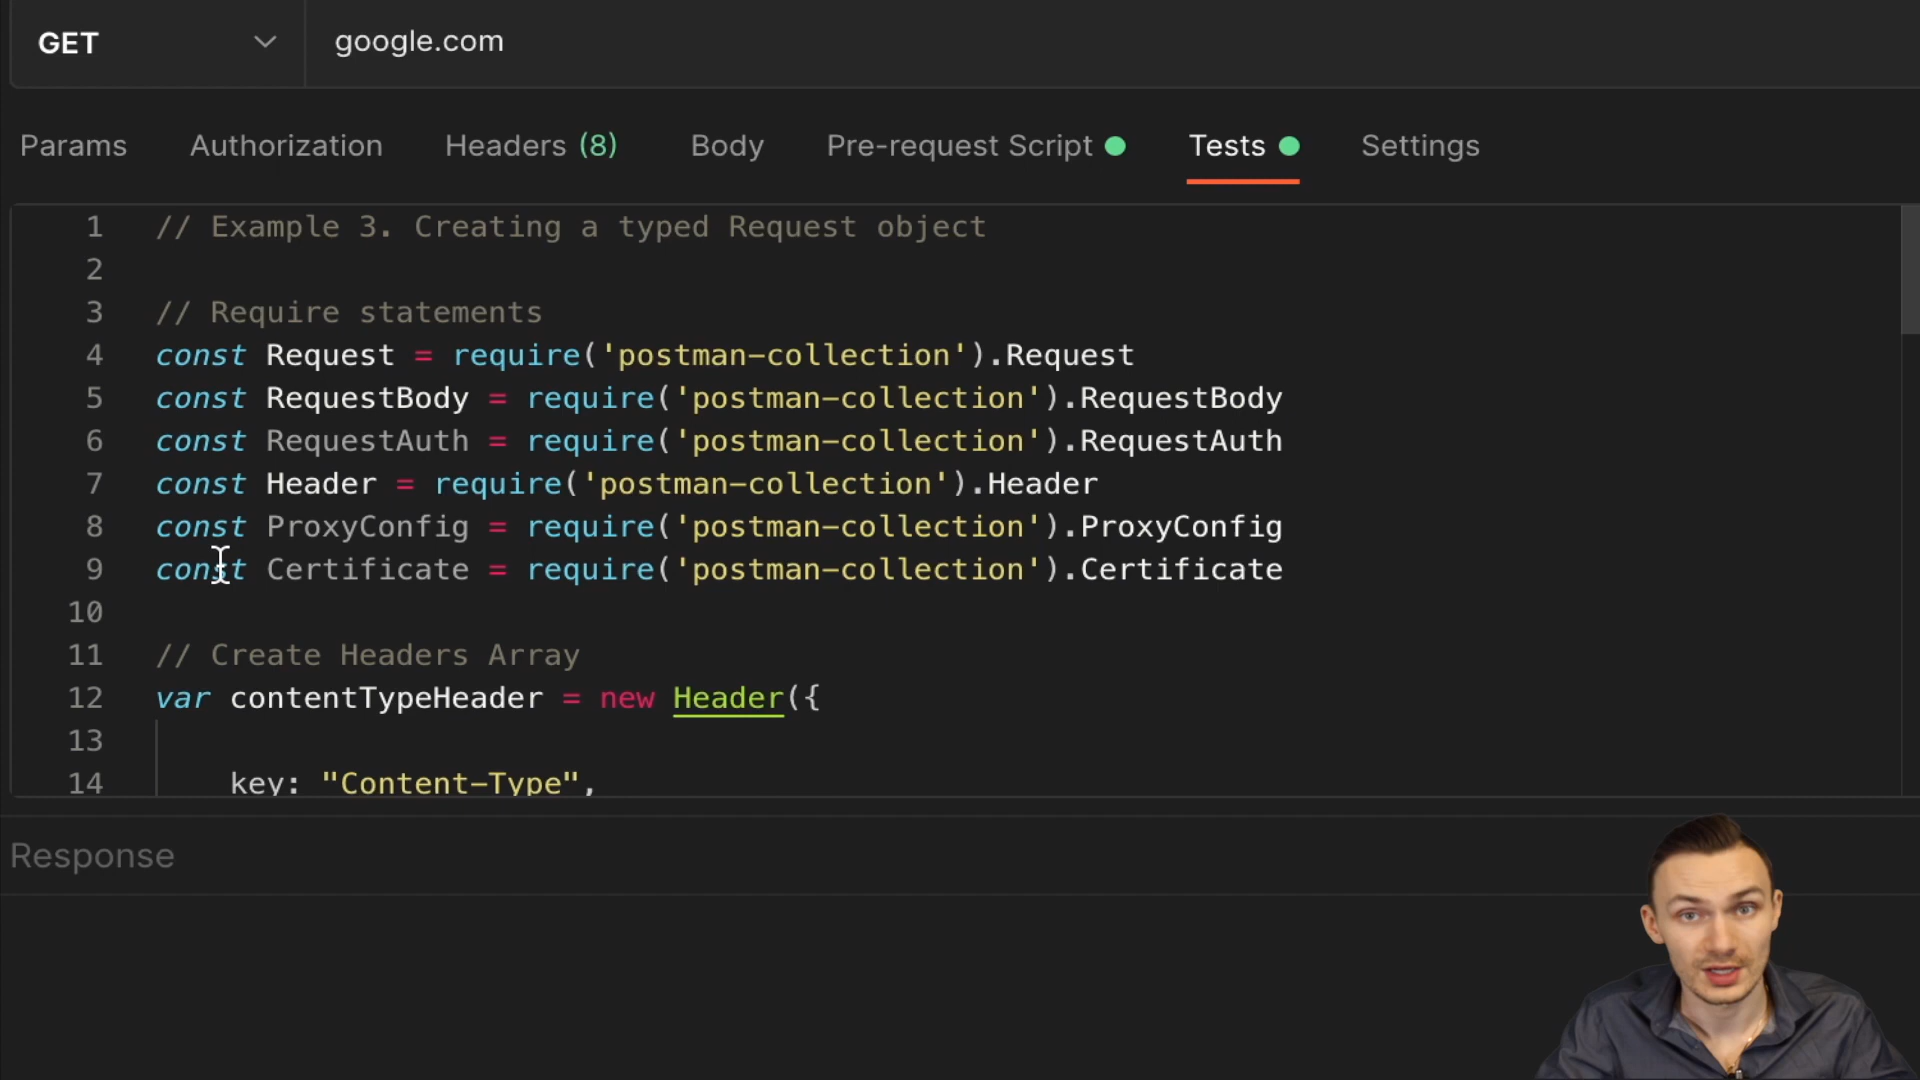 GET google.com
Params Authorization Headers (8) Body Pre-request Script Tests Settings
1 // Example 3. Creating a typed Request object
2
3 // Require statements
4 const Request = require('postman-collection').Request
5 const RequestBody = require('postman-collection').RequestBody
6 const RequestAuth = require('postman-collection').RequestAuth
7 const Header = require('postman-collection').Header
8 const ProxyConfig = require('postman-collection').ProxyConfig
9 const Certificate = require('postman-collection').Certificate
10
11 // Create Headers Array
12 var contentTypeHeader = new Header({
13
14 key: "Content-Type",
Response